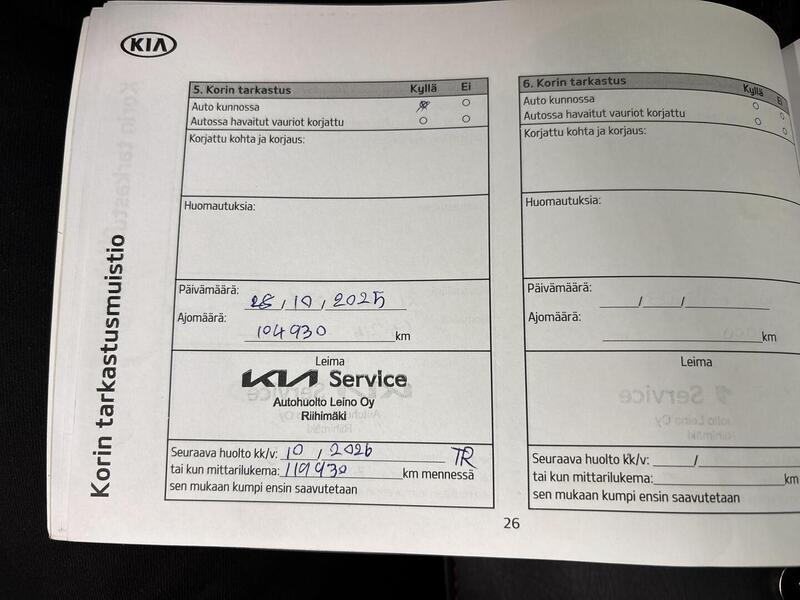 KIA
Korin tarkastusmuistio
5. Korin tarkastus Kyllä Ei
Auto kunnossa
Autossa havaitut vauriot korjattu
Korjattu kohta ja korjaus:
Huomautuksia:
Päivämäärä: 28 / 10 / 2025
Ajomäärä: 104930 km
Leima
KIA Service
Autohuolto Leino Oy
Riihimäki
Seuraava huolto kk/v: 10 / 2026 TR
tai kun mittarilukema: 119930 km mennessä
sen mukaan kumpi ensin saavutetaan
6. Korin tarkastus Kyllä Ei
Auto kunnossa
Autossa havaitut vauriot korjattu
Korjattu kohta ja korjaus:
Huomautuksia:
Päivämäärä: / /
Ajomäärä: km
Leima
Seuraava huolto kk/v: /
tai kun mittarilukema: km
sen mukaan kumpi ensin saavutetaan
26